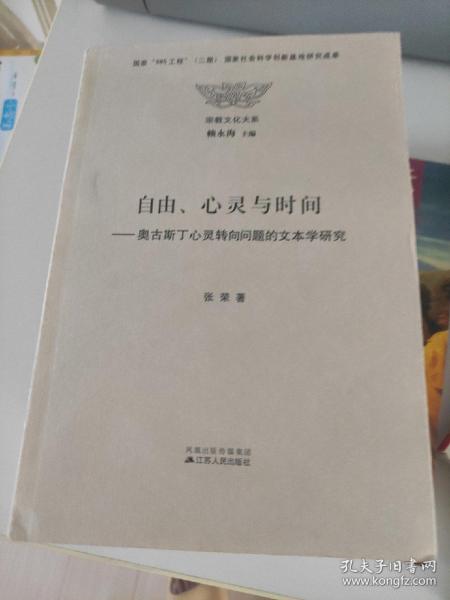 国家“985工程”（二期） 国家社会科学创新基地研究成果
宗教文化大系
赖永海 主编
自由、心灵与时间
——奥古斯丁心灵转向问题的文本学研究
张荣 著
凤凰出版传媒集团
江苏人民出版社
孔夫子旧书网
www.kongfz.com